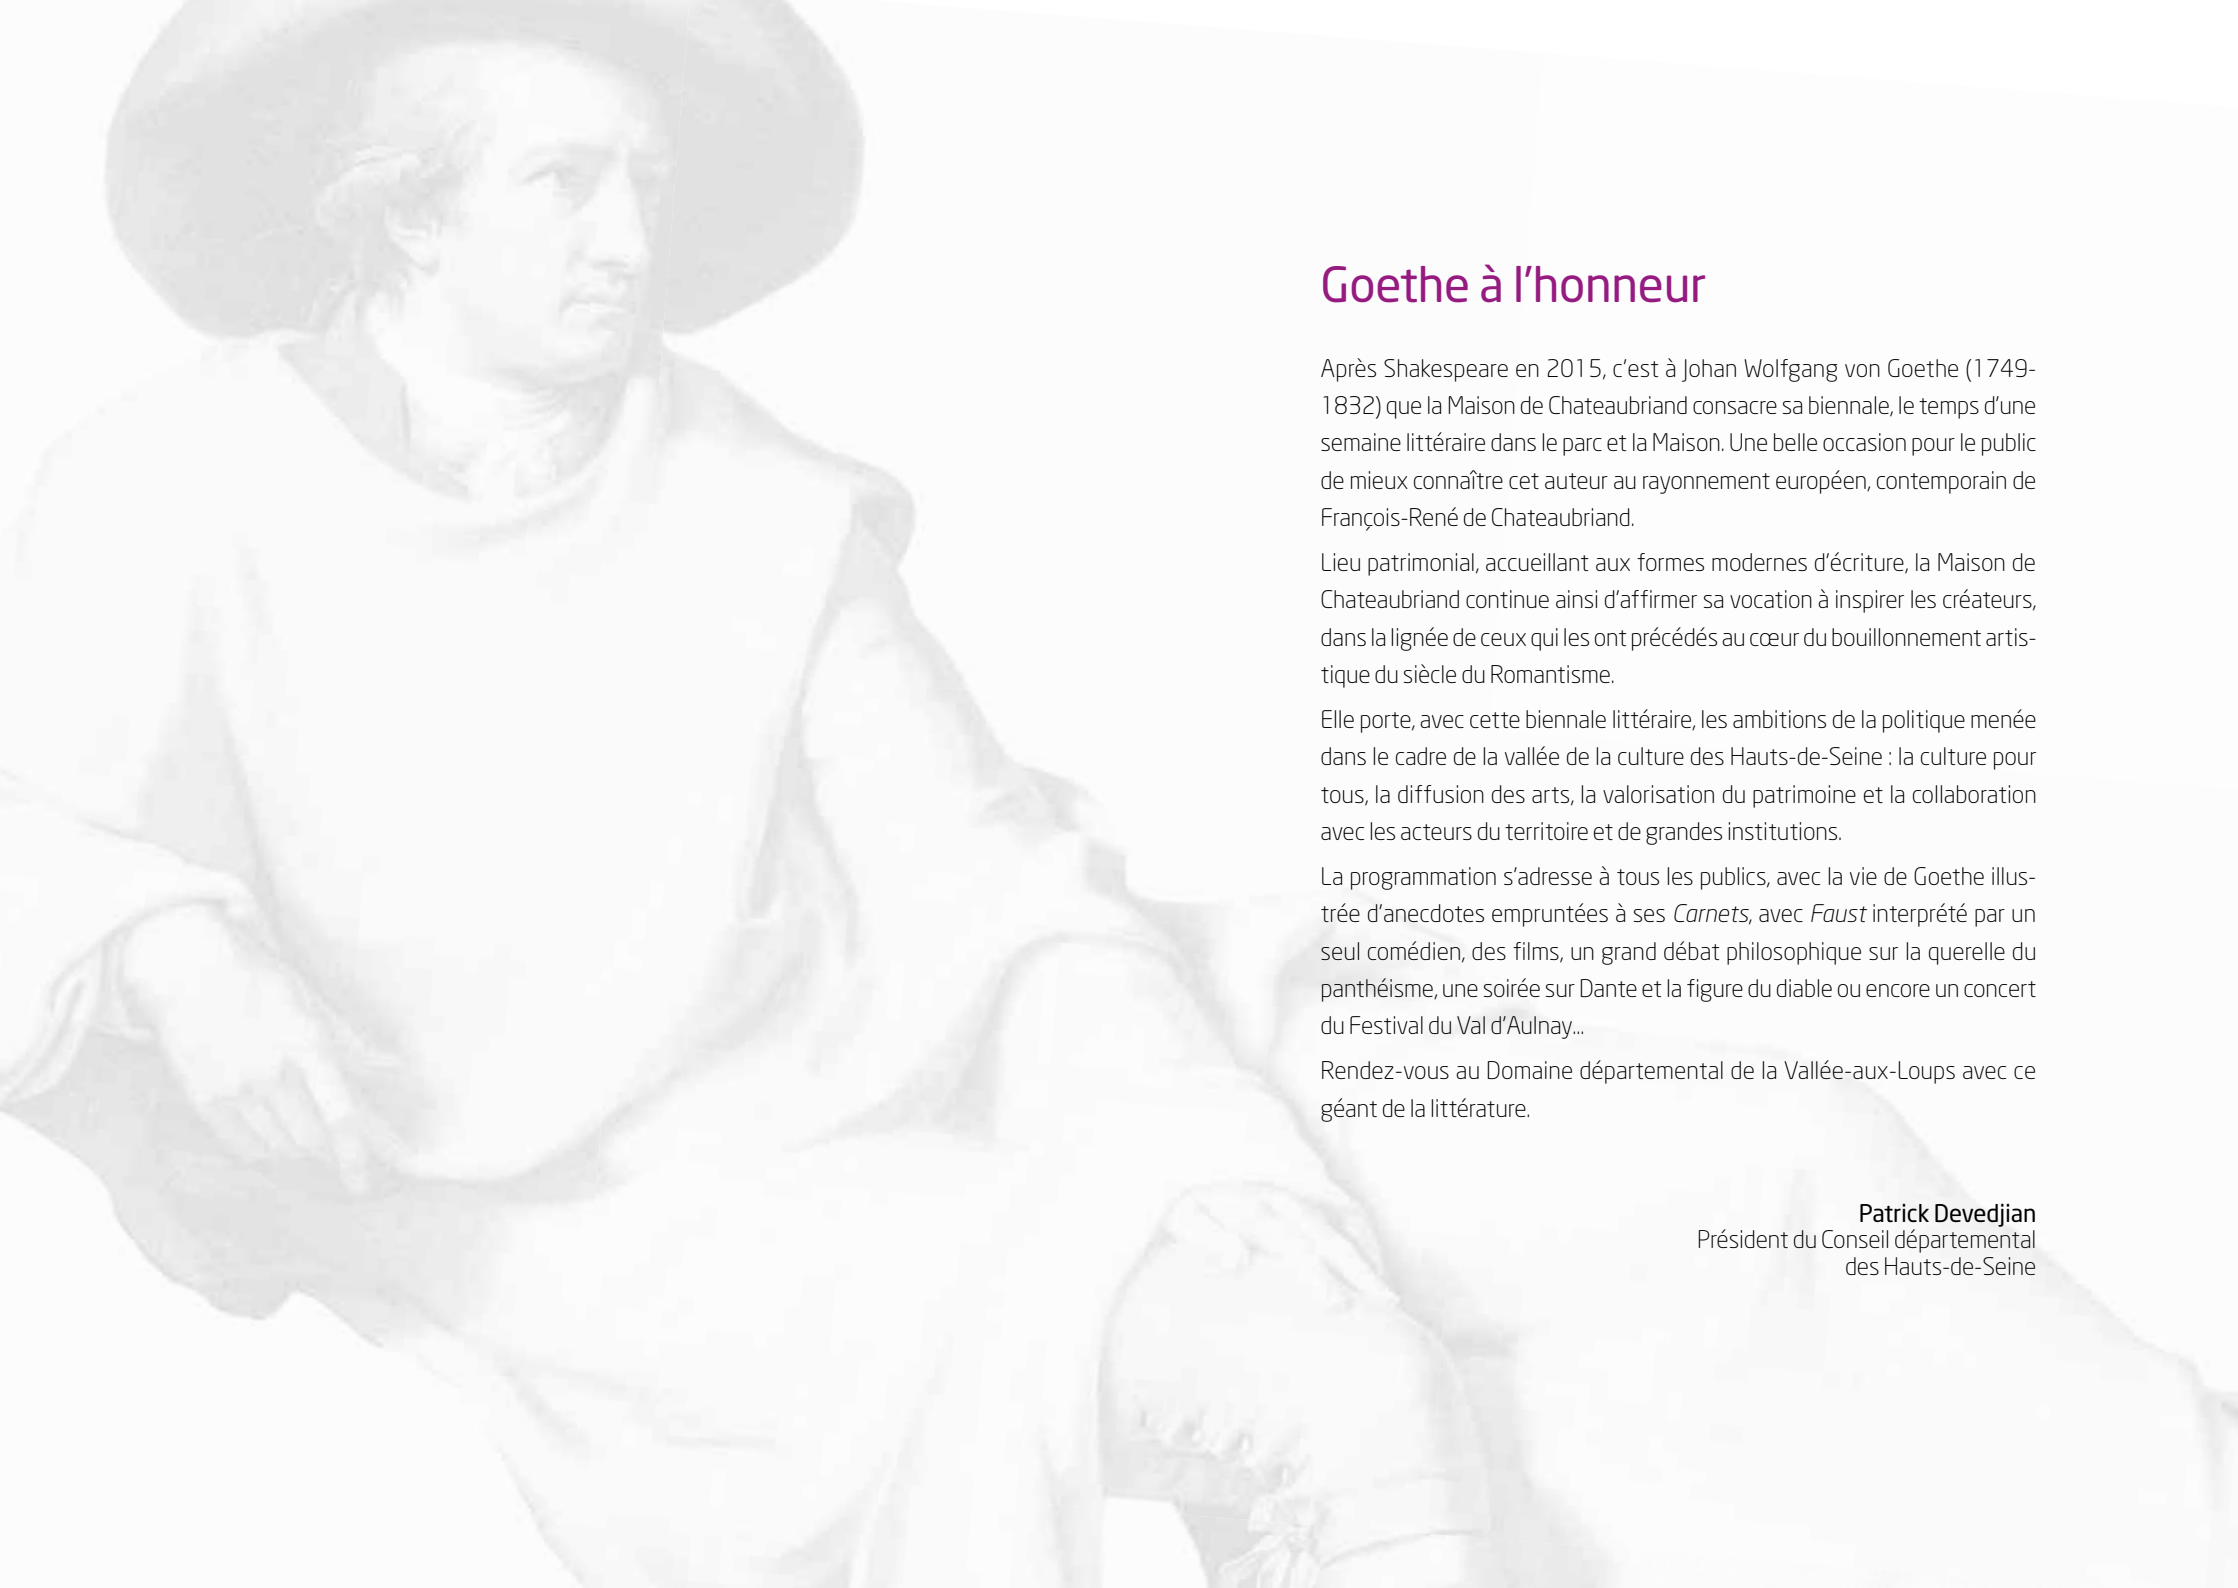 Goethe à l'honneur
Après Shakespeare en 2015, c'est à Johan Wolfgang von Goethe (1749-
1832) que la Maison de Chateaubriand consacre sa biennale, le temps d'une
semaine littéraire dans le parc et la Maison. Une belle occasion pour le public
de mieux connaître cet auteur au rayonnement européen, contemporain de
François-René de Chateaubriand.
Lieu patrimonial, accueillant aux formes modernes d'écriture, la Maison de
Chateaubriand continue ainsi d'affirmer sa vocation à inspirer les créateurs,
dans la lignée de ceux qui les ont précédés au cœur du bouillonnement artis-
tique du siècle du Romantisme.
Elle porte, avec cette biennale littéraire, les ambitions de la politique menée
dans le cadre de la vallée de la culture des Hauts-de-Seine : la culture pour
tous, la diffusion des arts, la valorisation du patrimoine et la collaboration
avec les acteurs du territoire et de grandes institutions.
La programmation s'adresse à tous les publics, avec la vie de Goethe illus-
trée d'anecdotes empruntées à ses Carnets, avec Faust interprété par un
seul comédien, des films, un grand débat philosophique sur la querelle du
panthéisme, une soirée sur Dante et la figure du diable ou encore un concert
du Festival du Val d'Aulnay...
Rendez-vous au Domaine départemental de la Vallée-aux-Loups avec ce
géant de la littérature.
Patrick Devedjian
Président du Conseil départemental
des Hauts-de-Seine